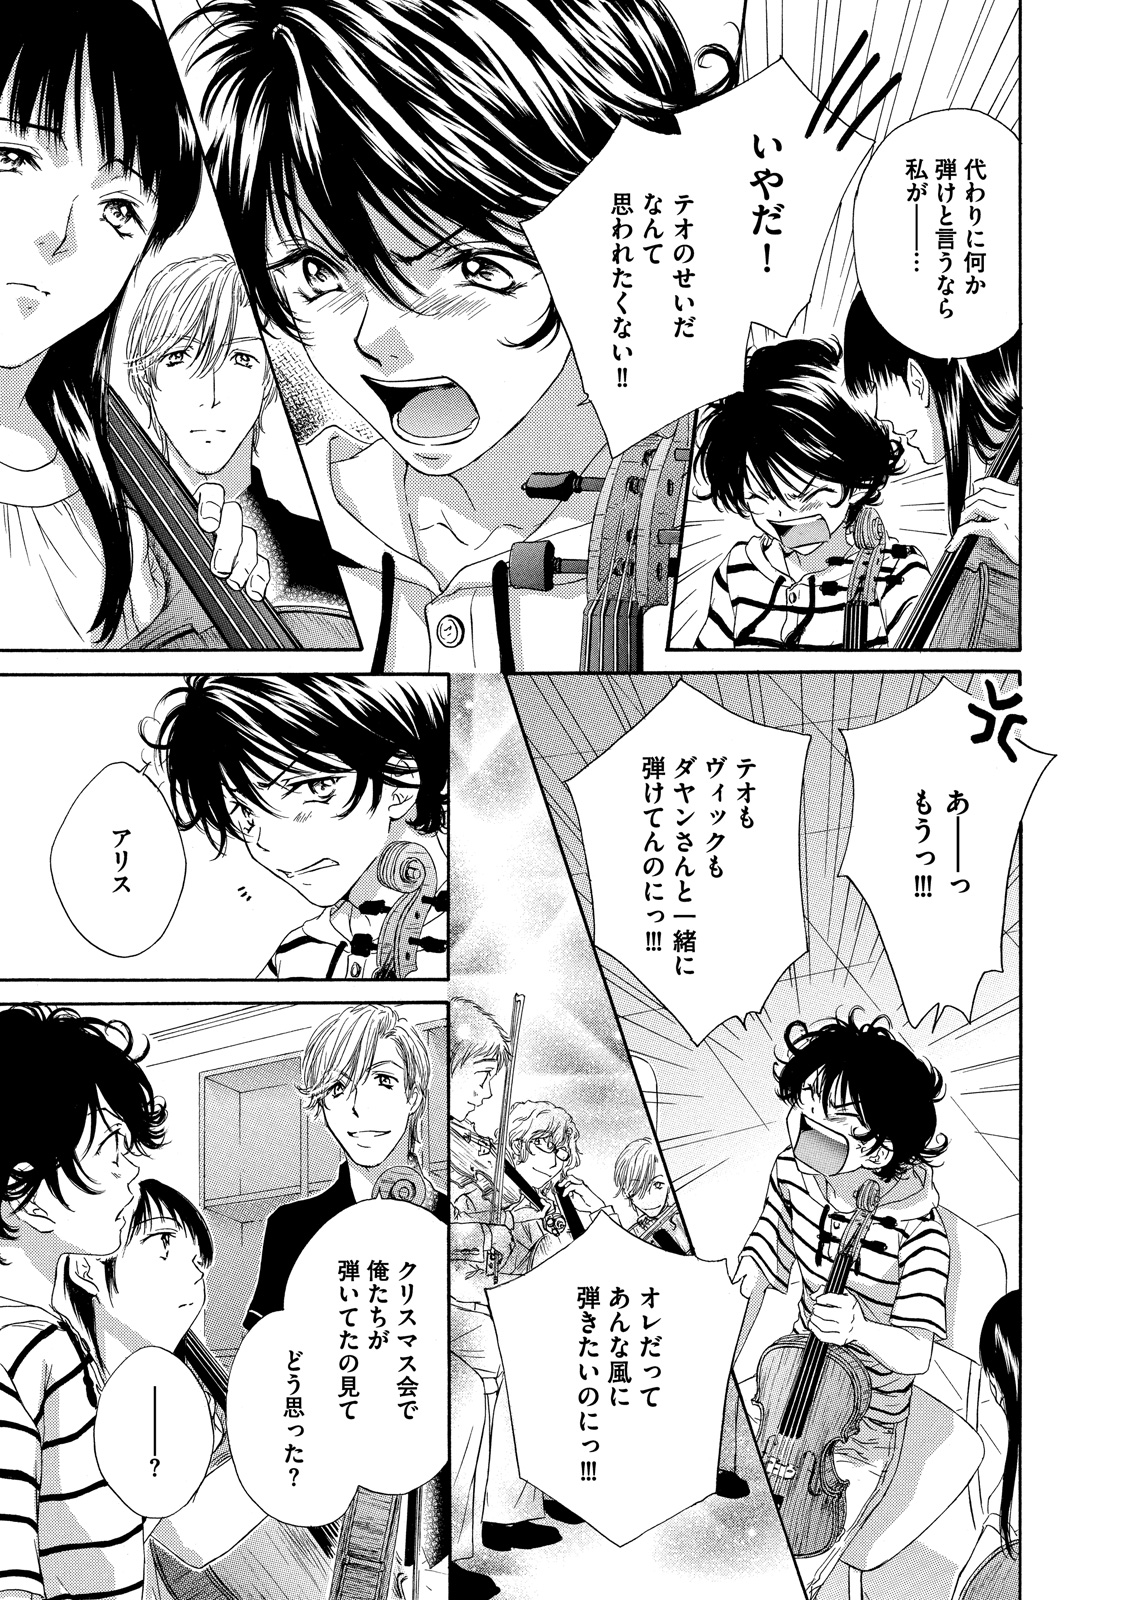 代わりに何か
弾けと言うなら
私が――…
いやだ！
テオのせいだ
なんて
思われたくない!!
あ――っ
もうっ!!!
テオも
ヴィックも
ダヤンさんと一緒に
弾けてんのにっ!!!
オレだって
あんな風に
弾きたいのにっ!!!
アリス
クリスマス会で
俺たちが
弾いてたの見て
どう思った？
――？